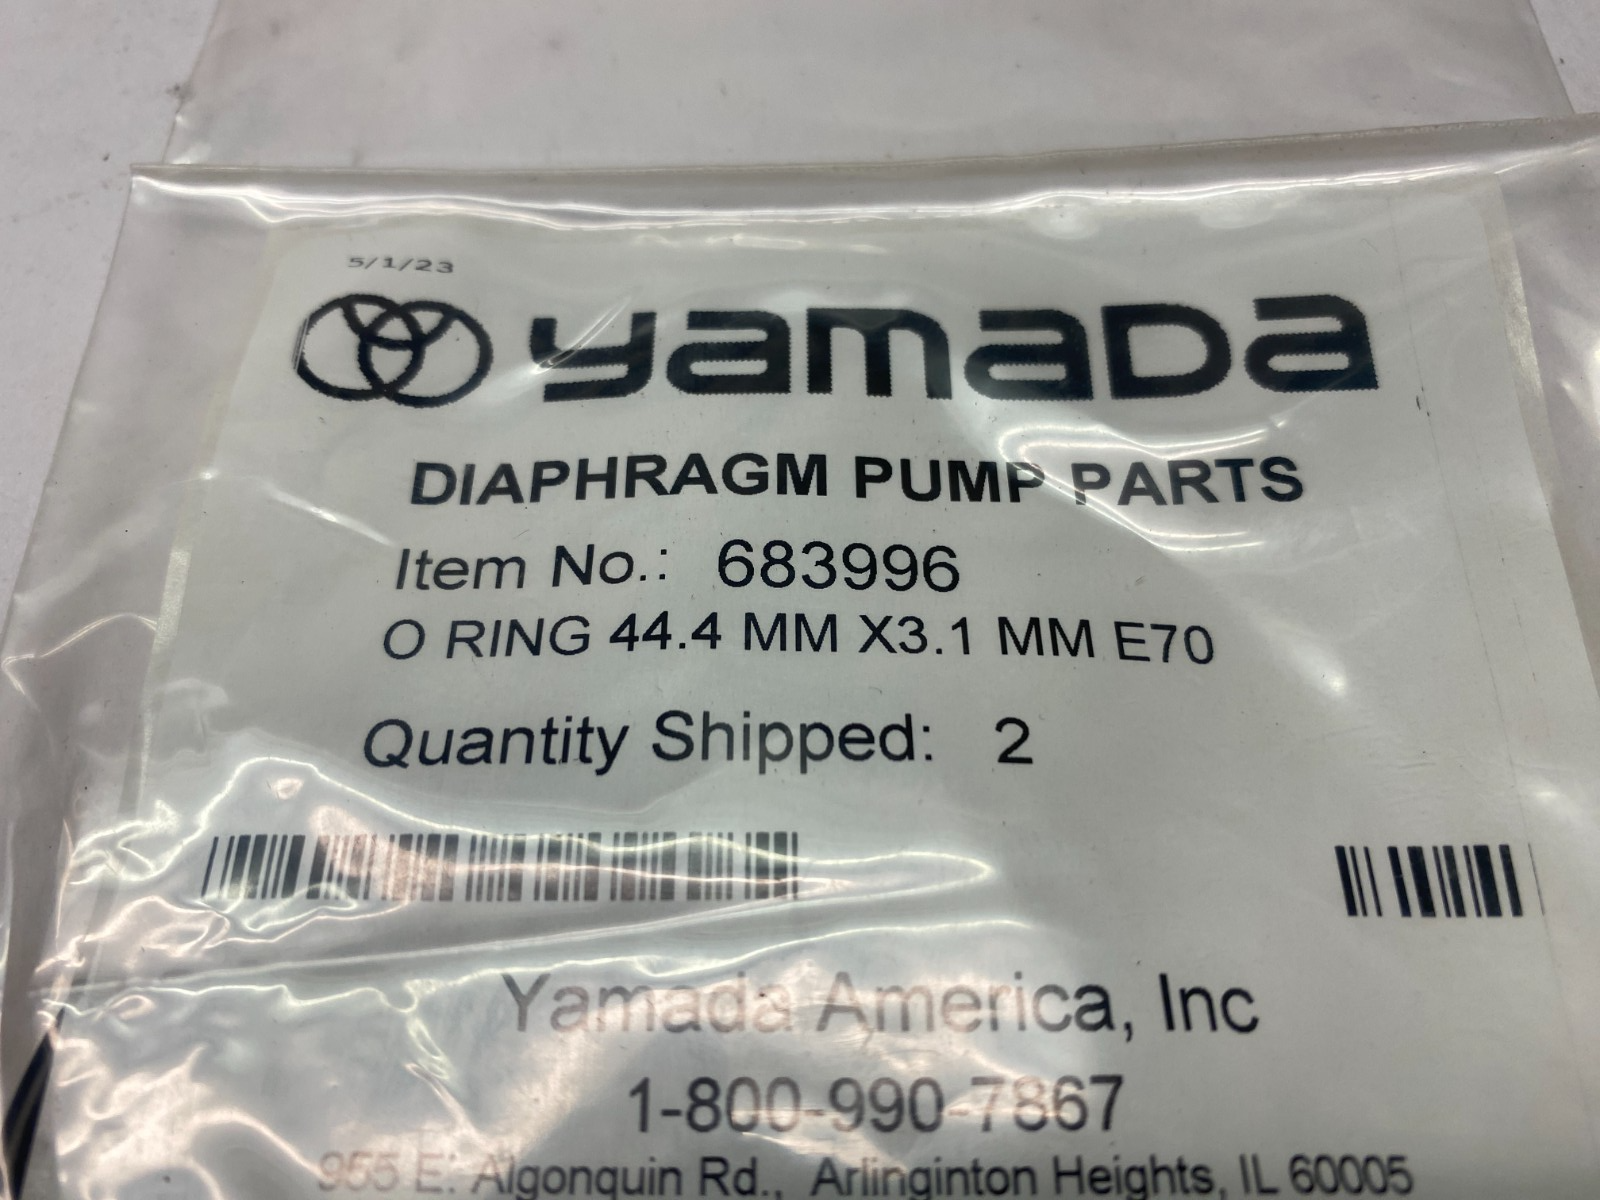 5/1/23
yamaDa
DIAPHRAGM PUMP PARTS
Item No.: 683996
O RING 44.4 MM X3.1 MM E70
Quantity Shipped: 2
Yamada America, Inc
1-800-990-7867
955 E. Algonquin Rd., Arlinginton Heights, IL 60005